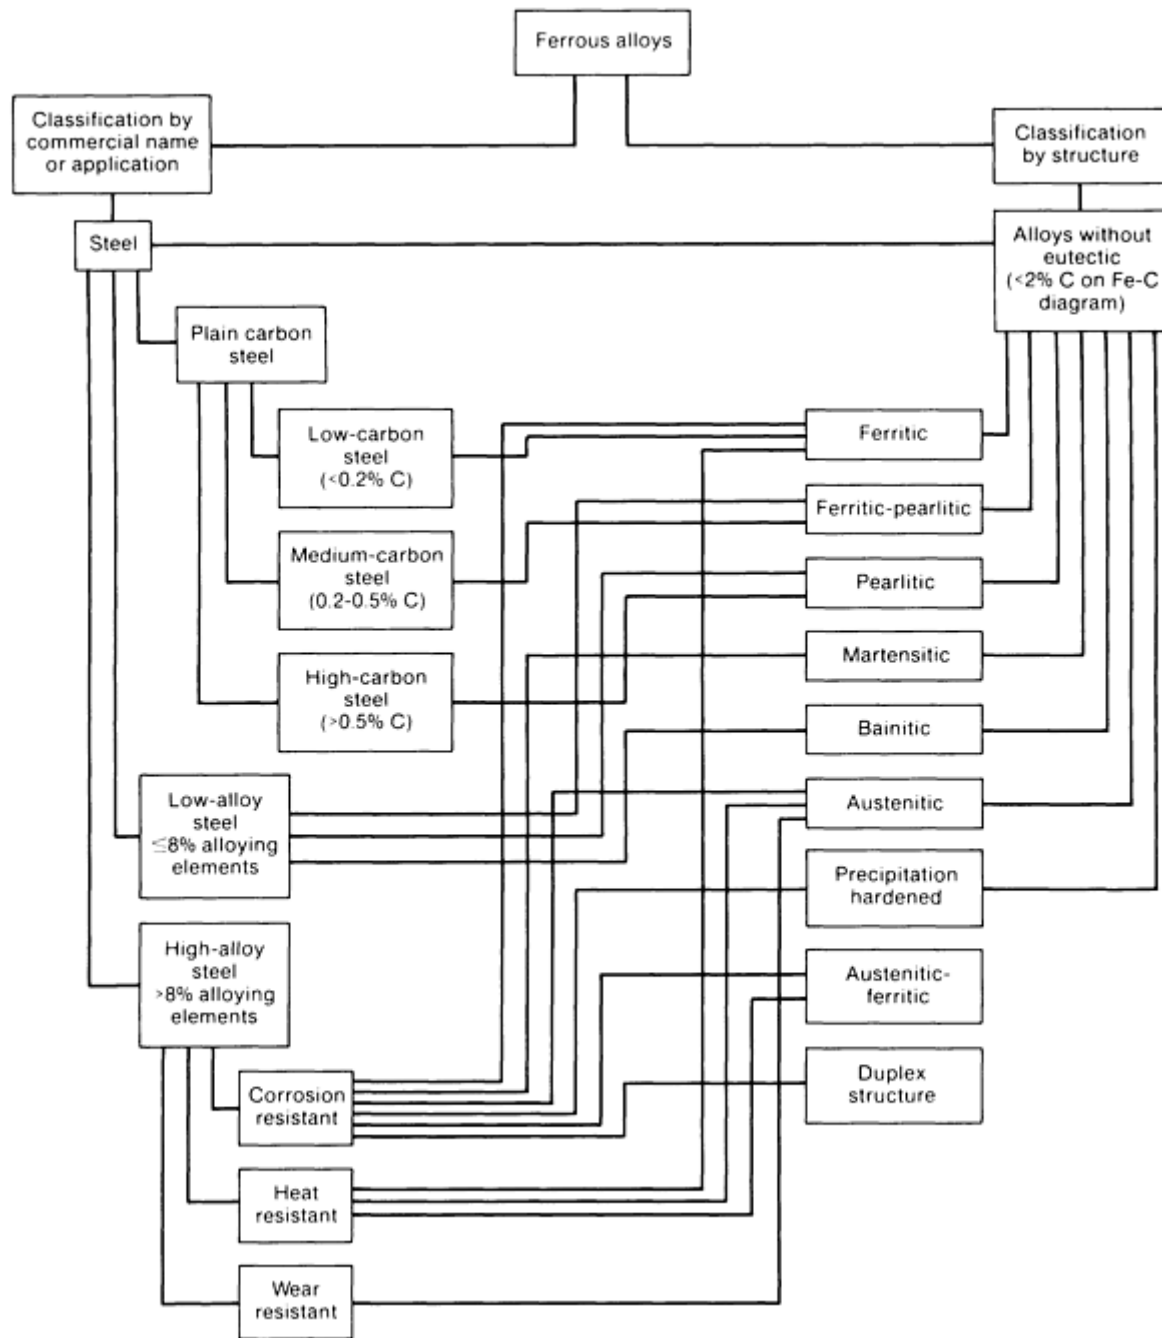 Ferrous alloys
Classification by
commercial name
or application
Classification
by structure
Steel
Alloys without
eutectic
(<2% C on Fe-C
diagram)
Plain carbon
steel
Low-carbon
steel
(<0.2% C)
Ferritic
Ferritic-pearlitic
Medium-carbon
steel
(0.2-0.5% C)
Pearlitic
High-carbon
steel
(>0.5% C)
Martensitic
Bainitic
Low-alloy
steel
≤8% alloying
elements
Austenitic
Precipitation
hardened
High-alloy
steel
>8% alloying
elements
Austenitic-
ferritic
Corrosion
resistant
Duplex
structure
Heat
resistant
Wear
resistant